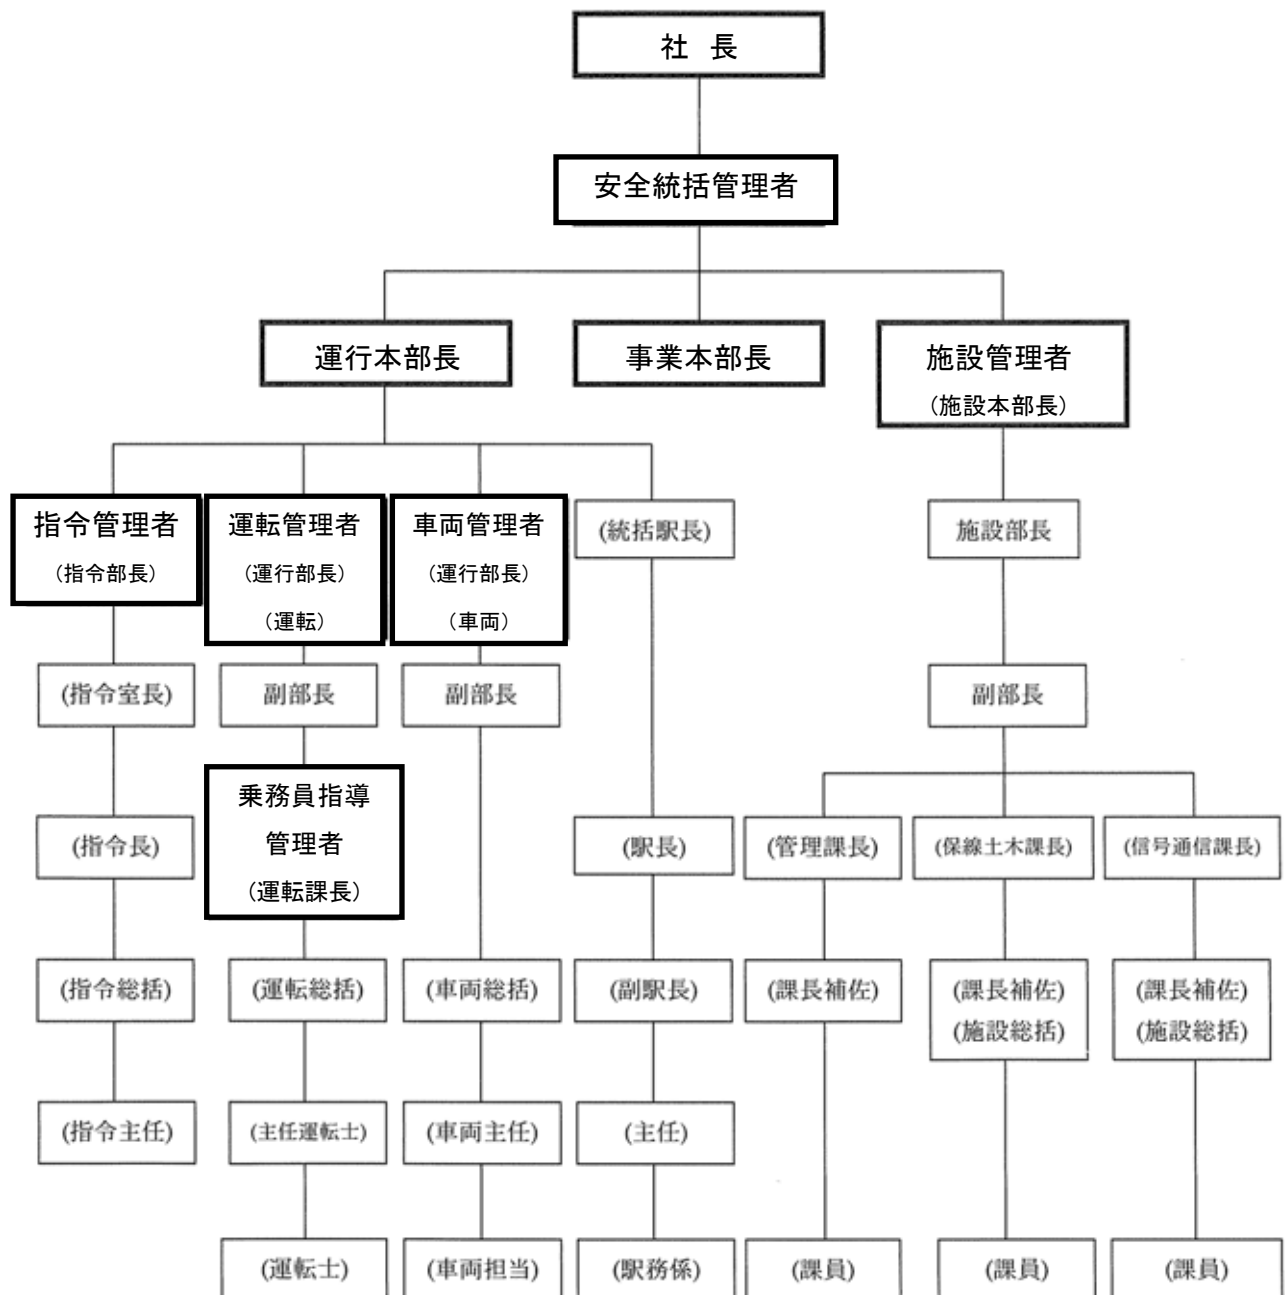 社 長
安全統括管理者
運行本部長
事業本部長
施設管理者
（施設本部長）
指令管理者
（指令部長）
運転管理者
（運行部長）
（運転）
車両管理者
（運行部長）
（車両）
(統括駅長)
施設部長
(指令室長)
副部長
副部長
副部長
乗務員指導
管理者
（運転課長）
(指令長)
(駅長)
(管理課長)
(保線土木課長)
(信号通信課長)
(指令総括)
(運転総括)
(車両総括)
(副駅長)
(課長補佐)
(課長補佐)
(施設総括)
(課長補佐)
(施設総括)
(指令主任)
(主任運転士)
(車両主任)
(主任)
(運転士)
(車両担当)
(駅務係)
(課員)
(課員)
(課員)